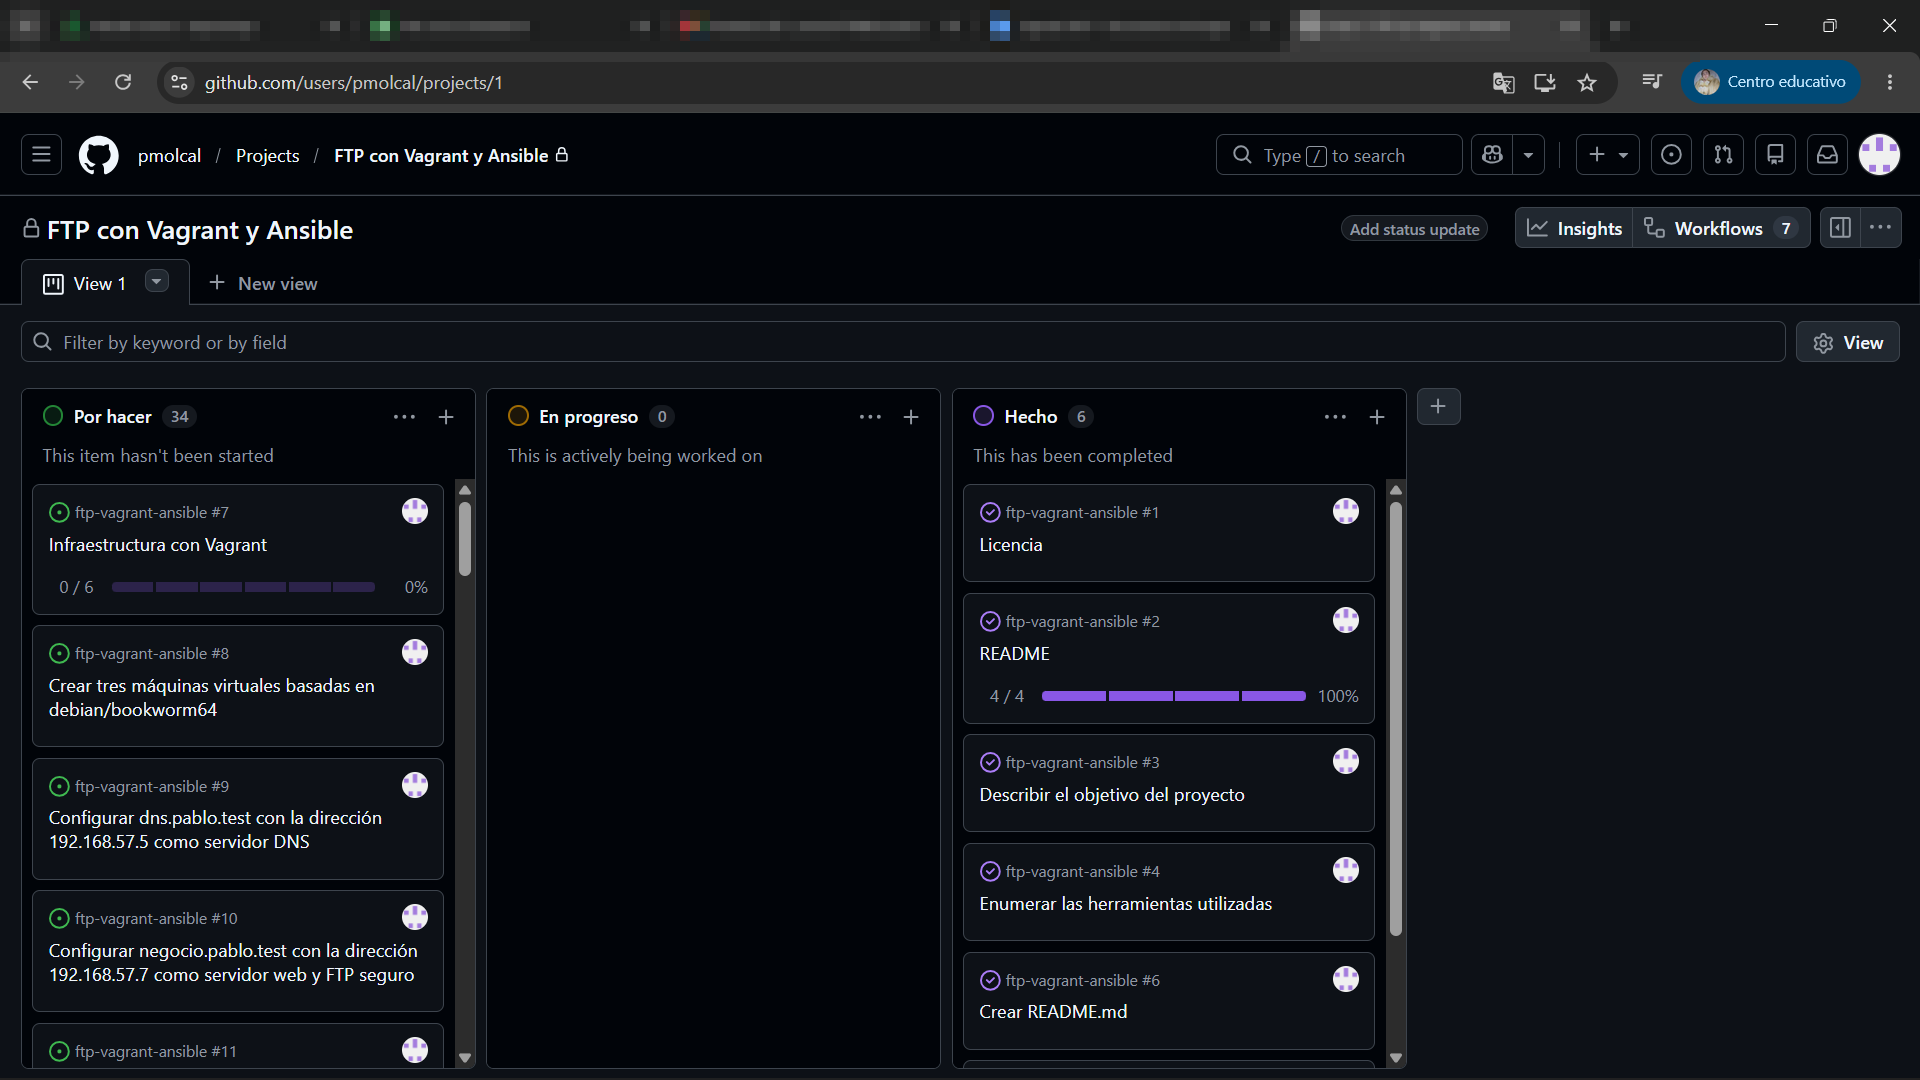 github.com/users/pmolcal/projects/1
Centro educativo
pmolcal / Projects / FTP con Vagrant y Ansible
Type / to search
FTP con Vagrant y Ansible
Add status update
Insights
Workflows 7
View 1
New view
Filter by keyword or by field
View
Por hacer 34
This item hasn't been started
ftp-vagrant-ansible #7
Infraestructura con Vagrant
0 / 6 0%
ftp-vagrant-ansible #8
Crear tres máquinas virtuales basadas en
debian/bookworm64
ftp-vagrant-ansible #9
Configurar dns.pablo.test con la dirección
192.168.57.5 como servidor DNS
ftp-vagrant-ansible #10
Configurar negocio.pablo.test con la dirección
192.168.57.7 como servidor web y FTP seguro
ftp-vagrant-ansible #11
En progreso 0
This is actively being worked on
Hecho 6
This has been completed
ftp-vagrant-ansible #1
Licencia
ftp-vagrant-ansible #2
README
4 / 4 100%
ftp-vagrant-ansible #3
Describir el objetivo del proyecto
ftp-vagrant-ansible #4
Enumerar las herramientas utilizadas
ftp-vagrant-ansible #6
Crear README.md